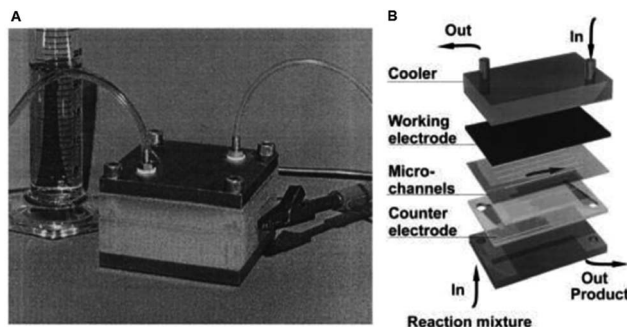 A
B
Out
In
Cooler
Working
electrode
Micro-
channels
Counter
electrode
In
Out
Product
Reaction mixture